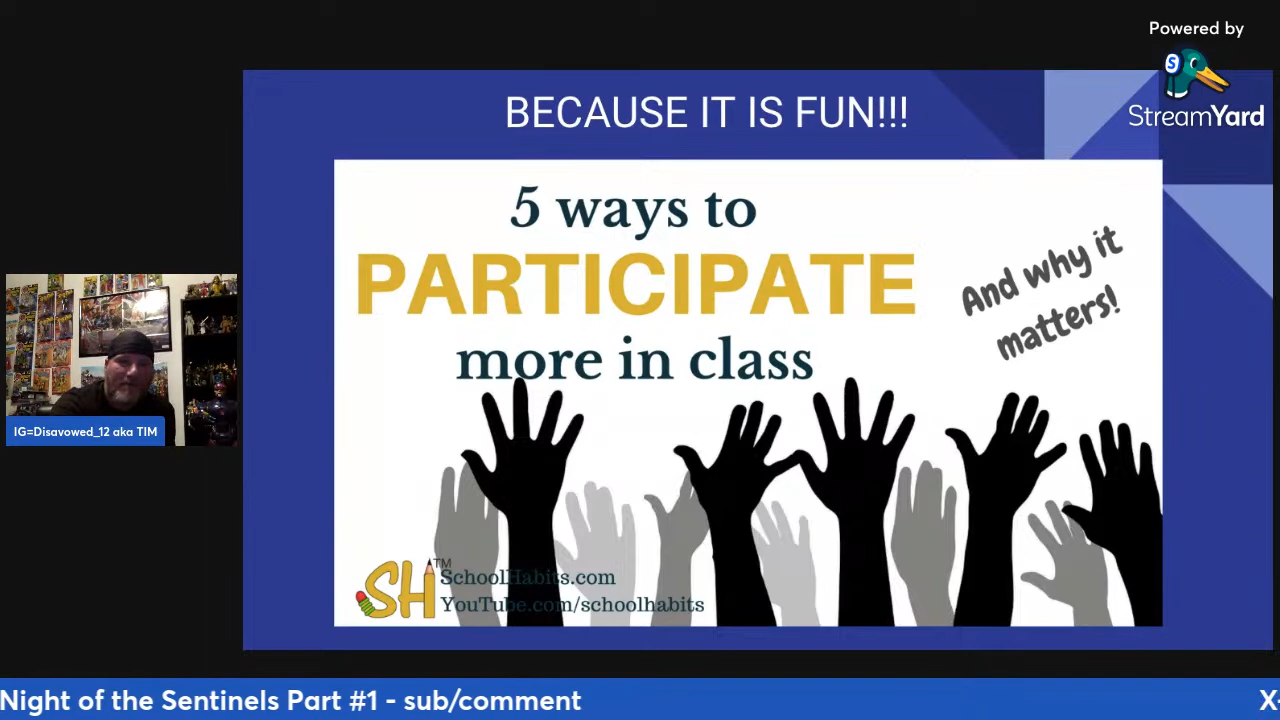 Powered by
S
StreamYard
BECAUSE IT IS FUN!!!
5 ways to
PARTICIPATE
more in class
And why it
matters!
IG=Disavowed_12 aka TIM
SH™
SchoolHabits.com
YouTube.com/schoolhabits
Night of the Sentinels Part #1 - sub/comment
X-